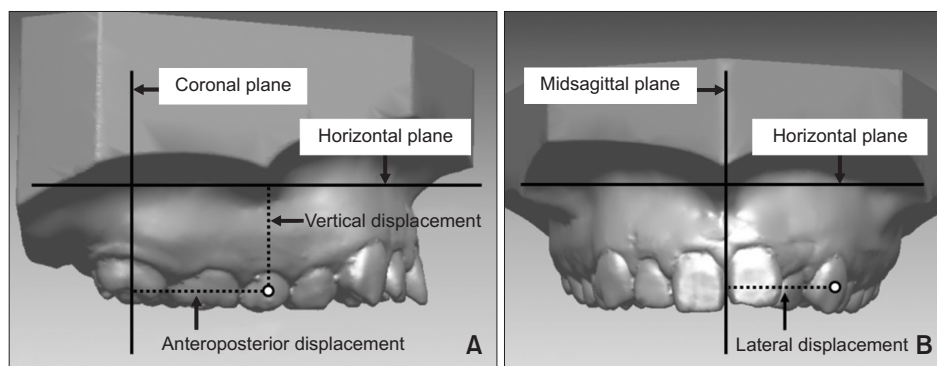 Coronal plane
Horizontal plane
Vertical displacement
Anteroposterior displacement
A
Midsagittal plane
Horizontal plane
Lateral displacement
B